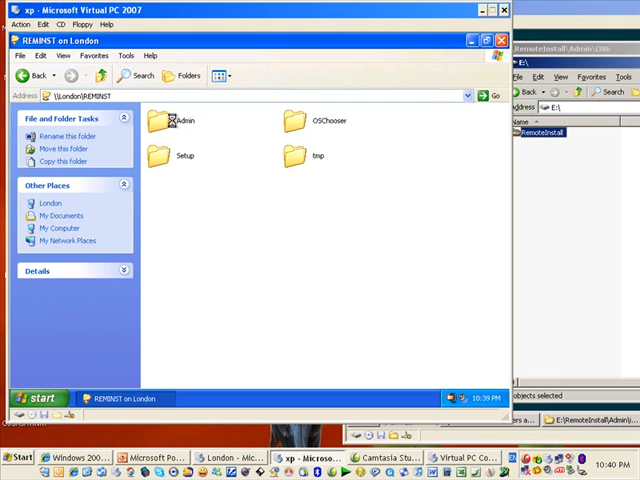 xp - Microsoft Virtual PC 2007
Action Edit CD Floppy Help
REMINST on London
File Edit View Favorites Tools Help
Back Search Folders
Address \\London\REMINST Go
File and Folder Tasks
Rename this folder
Move this folder
Copy this folder
Other Places
London
My Documents
My Computer
My Network Places
Details
Admin
OSChooser
Setup
tmp
start
REMINST on London
10:39 PM
RemoteInstall\Admin\i386
E:\
File Edit View Favorites Tools
Back Search
Address E:\
Name
RemoteInstall
objects selected
E:\RemoteInstall\Admin\i...
Start
Windows 200...
Microsoft Po...
London - Mic...
xp - Microso...
Camtasia Stu...
Virtual PC Co...
10:40 PM